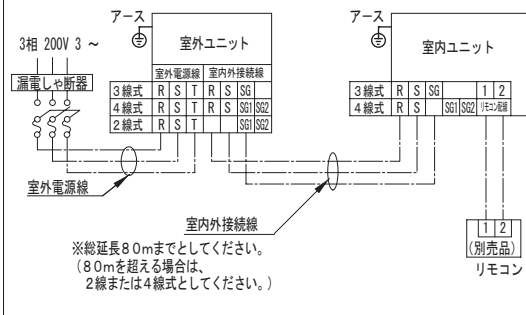 アース
3相 200V 3 ~
漏電しゃ断器
室外ユニット
室外電源線 室内外接続線
3線式 R S T R S SG
4線式 R S T R S SG1 SG2
2線式 R S T SG1 SG2
室外電源線
室内外接続線
※総延長80mまでとしてください。
(80mを超える場合は、
2線または4線式としてください。)
アース
室内ユニット
3線式 R S SG 1 2
4線式 R S SG1 SG2 リモコン配線
1 2
(別売品)
リモコン